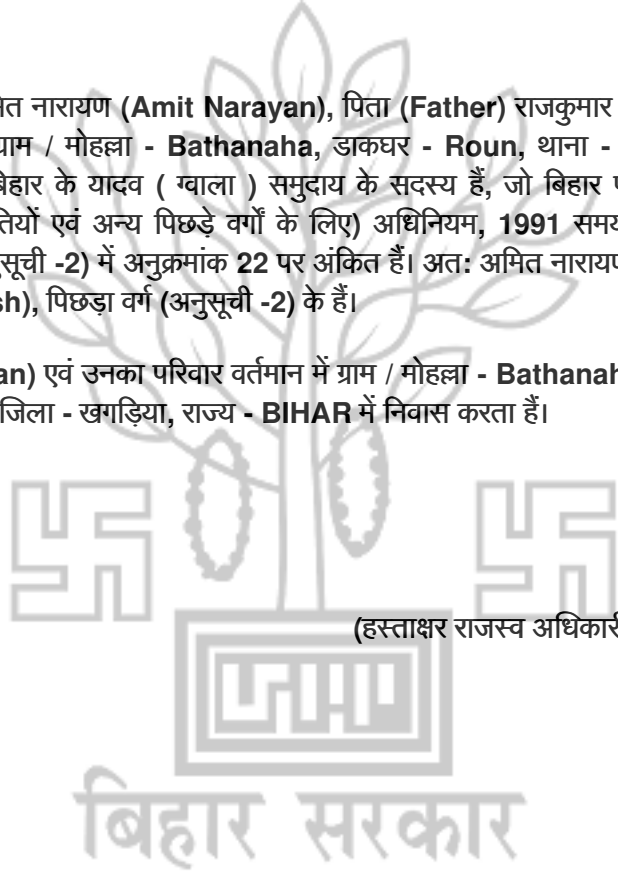 मित नारायण (Amit Narayan), पिता (Father) राजकुमार
ग्राम / मोहल्ला - Bathanaha, डाकघर - Roun, थाना -
बिहार के यादव ( ग्वाला ) समुदाय के सदस्य हैं, जो बिहार
एवं अन्य पिछड़े वर्गों के लिए) अधिनियम, 1991
-2) में अनुक्रमांक 22 पर अंकित हैं। अत: अमित नारायण
sh), पिछड़ा वर्ग (अनुसूची -2) के हैं।
an) एवं उनका परिवार वर्तमान में ग्राम / मोहल्ला - Bathanah
जिला - खगड़िया, राज्य - BIHAR में निवास करता हैं।
(हस्ताक्षर राजस्व अधिकारी
बिहार सरकार